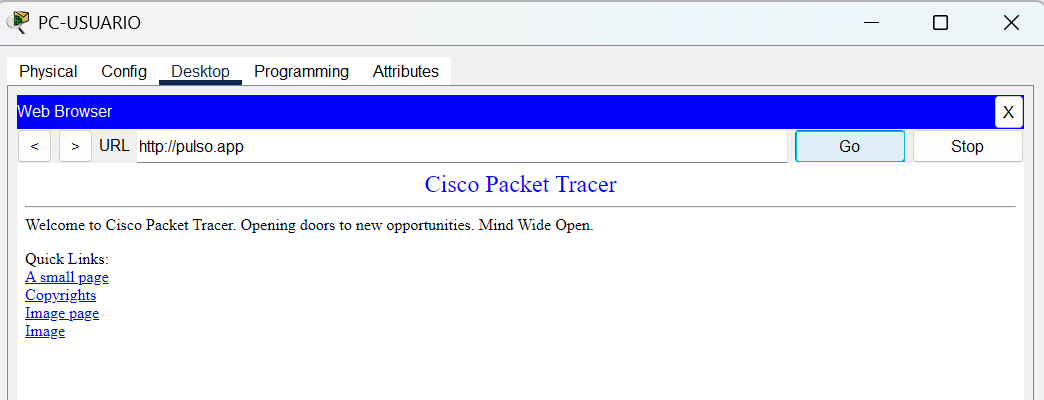 PC-USUARIO
Physical Config Desktop Programming Attributes
Web Browser X
< > URL http://pulso.app Go Stop
Cisco Packet Tracer
Welcome to Cisco Packet Tracer. Opening doors to new opportunities. Mind Wide Open.
Quick Links:
A small page
Copyrights
Image page
Image